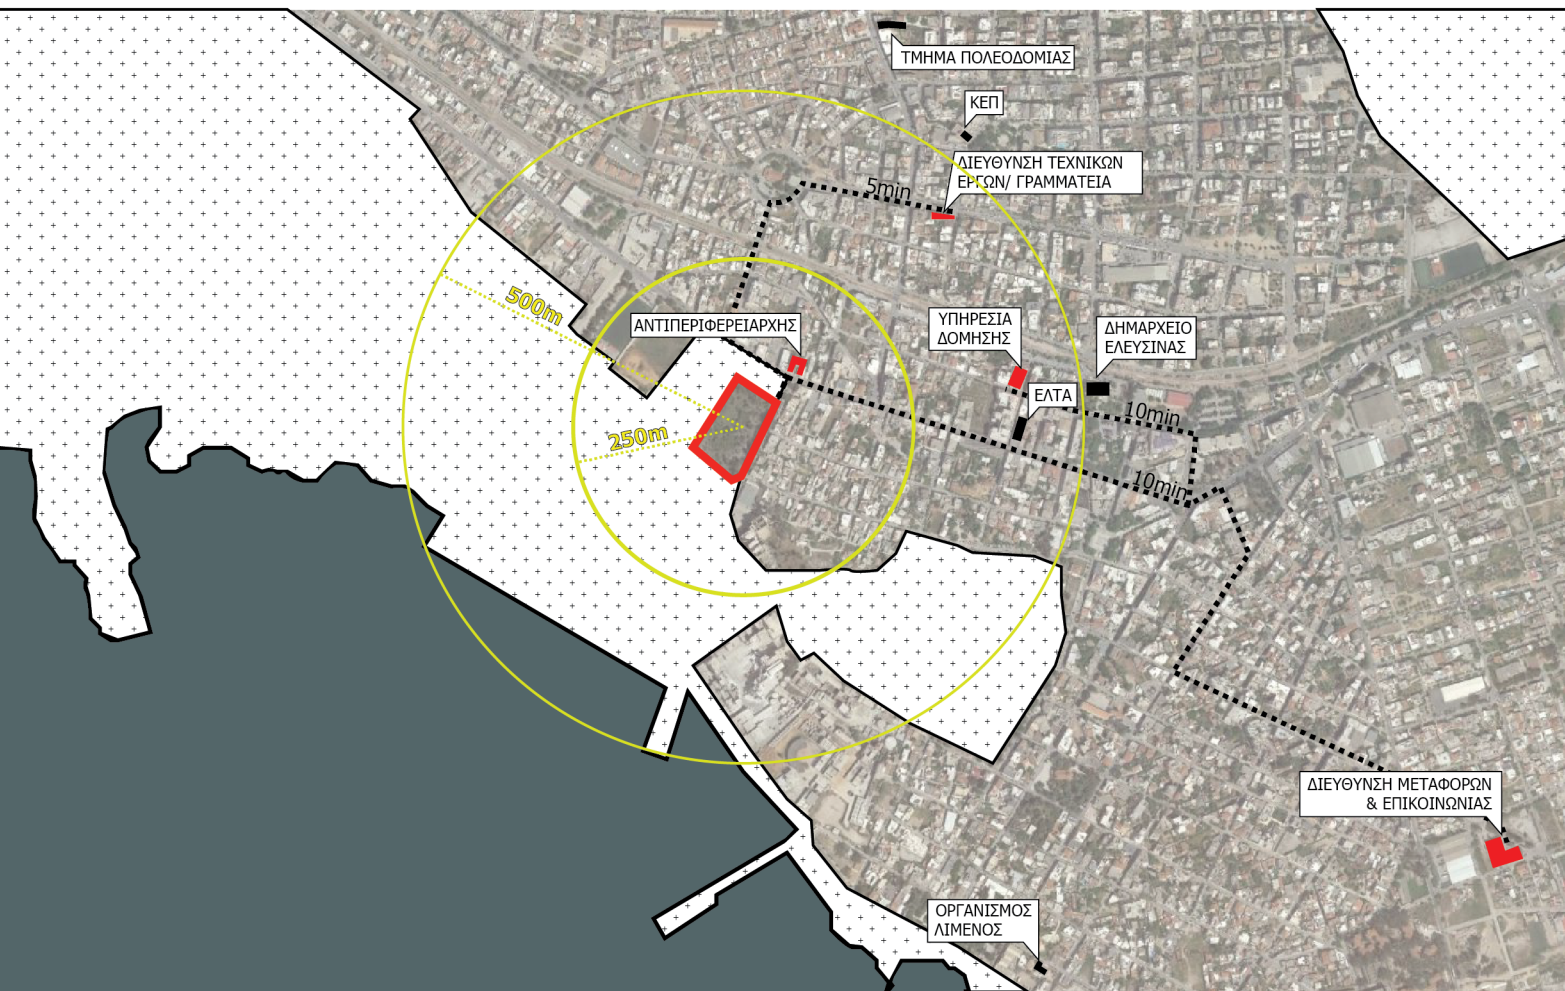 ΤΜΗΜΑ ΠΟΛΕΟΔΟΜΙΑΣ
ΚΕΠ
ΔΙΕΥΘΥΝΣΗ ΤΕΧΝΙΚΩΝ
ΕΡΓΩΝ/ ΓΡΑΜΜΑΤΕΙΑ
5min
500m
ΑΝΤΙΠΕΡΙΦΕΡΕΙΑΡΧΗΣ
ΥΠΗΡΕΣΙΑ
ΔΟΜΗΣΗΣ
ΔΗΜΑΡΧΕΙΟ
ΕΛΕΥΣΙΝΑΣ
ΕΛΤΑ
10min
250m
10min
ΔΙΕΥΘΥΝΣΗ ΜΕΤΑΦΟΡΩΝ
& ΕΠΙΚΟΙΝΩΝΙΑΣ
ΟΡΓΑΝΙΣΜΟΣ
ΛΙΜΕΝΟΣ